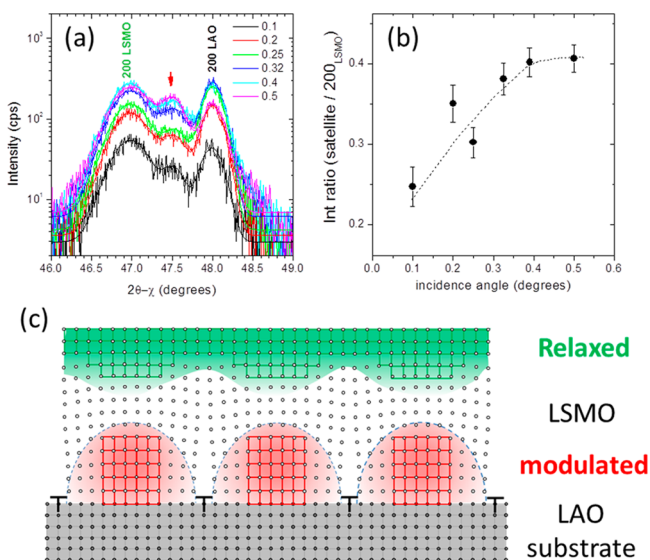 (a)
200 LSMO
200 LAO
0.1
0.2
0.25
0.32
0.4
0.5
10³
10²
10¹
Intensity (cps)
46.0 46.5 47.0 47.5 48.0 48.5 49.0
2θ–χ (degrees)
(b)
Int ratio (satellite / 200LSMO)
0.4
0.3
0.2
0.0 0.1 0.2 0.3 0.4 0.5 0.6
incidence angle (degrees)
(c)
Relaxed
LSMO
modulated
LAO
substrate